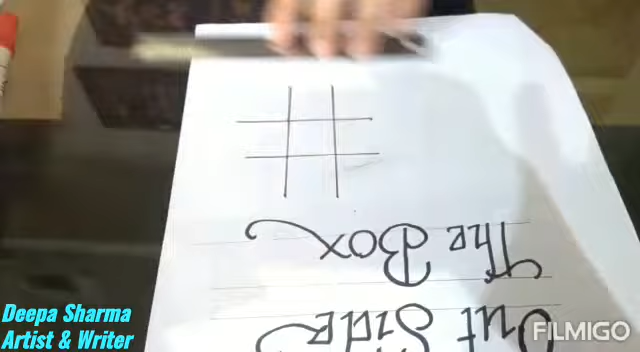 Out Side
The Box
Deepa Sharma
Artist & Writer
FILMIGO